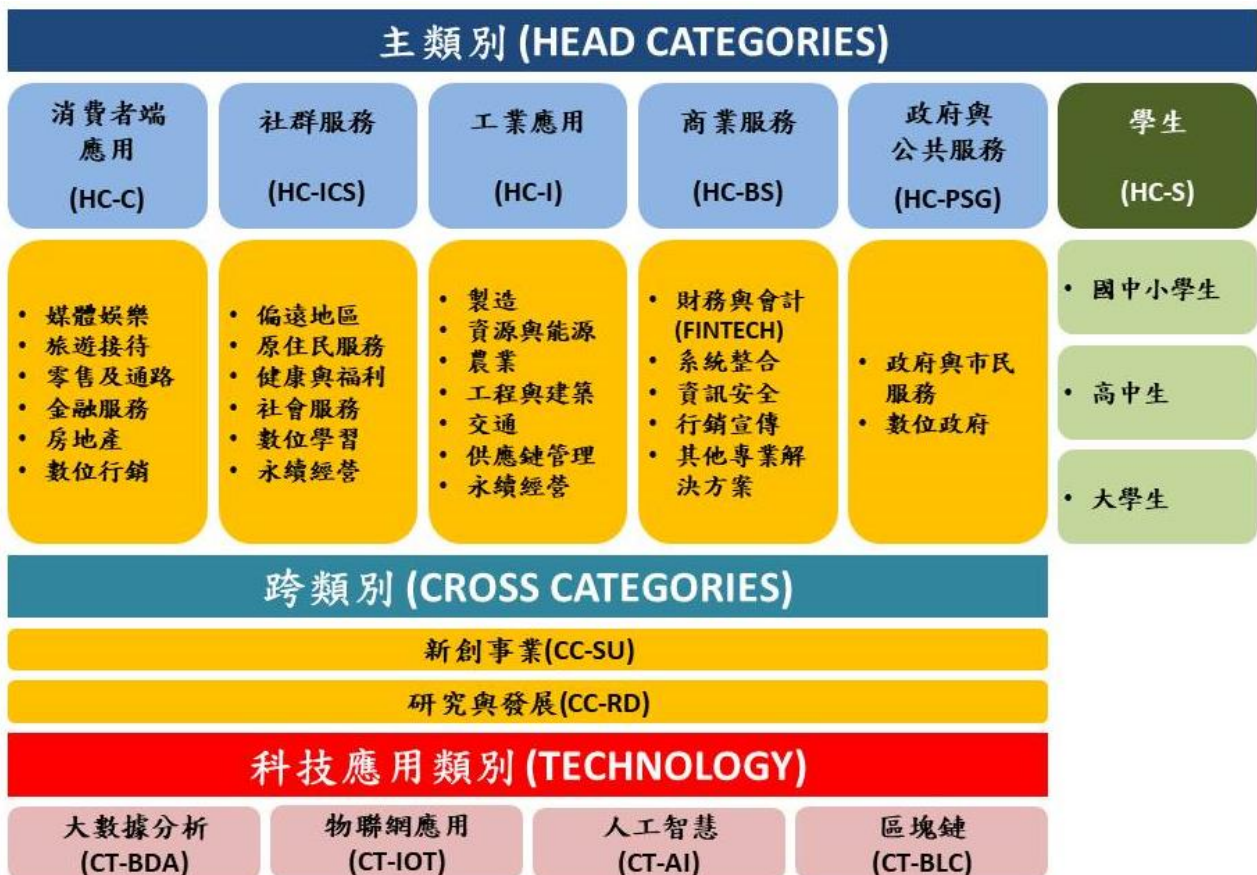 主類別 (HEAD CATEGORIES)
消費者端
應用
(HC-C)
社群服務
(HC-ICS)
工業應用
(HC-I)
商業服務
(HC-BS)
政府與
公共服務
(HC-PSG)
學生
(HC-S)
• 媒體娛樂
• 旅遊接待
• 零售及通路
• 金融服務
• 房地產
• 數位行銷
• 偏遠地區
• 原住民服務
• 健康與福利
• 社會服務
• 數位學習
• 永續經營
• 製造
• 資源與能源
• 農業
• 工程與建築
• 交通
• 供應鏈管理
• 永續經營
• 財務與會計
(FINTECH)
• 系統整合
• 資訊安全
• 行銷宣傳
• 其他專業解
決方案
• 政府與市民
服務
• 數位政府
• 國中小學生
• 高中生
• 大學生
跨類別 (CROSS CATEGORIES)
新創事業(CC-SU)
研究與發展(CC-RD)
科技應用類別 (TECHNOLOGY)
大數據分析
(CT-BDA)
物聯網應用
(CT-IOT)
人工智慧
(CT-AI)
區塊鏈
(CT-BLC)